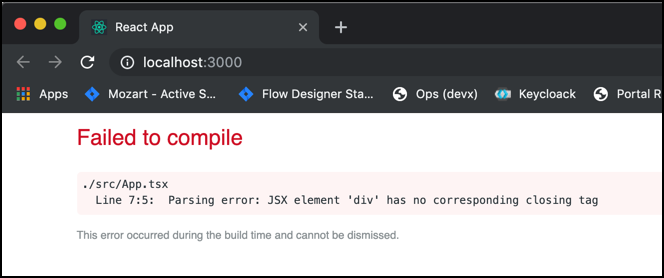 React App
localhost:3000
Apps Mozart - Active S... Flow Designer Sta... Ops (devx) Keycloack Portal R
Failed to compile
./src/App.tsx
Line 7:5: Parsing error: JSX element 'div' has no corresponding closing tag
This error occurred during the build time and cannot be dismissed.